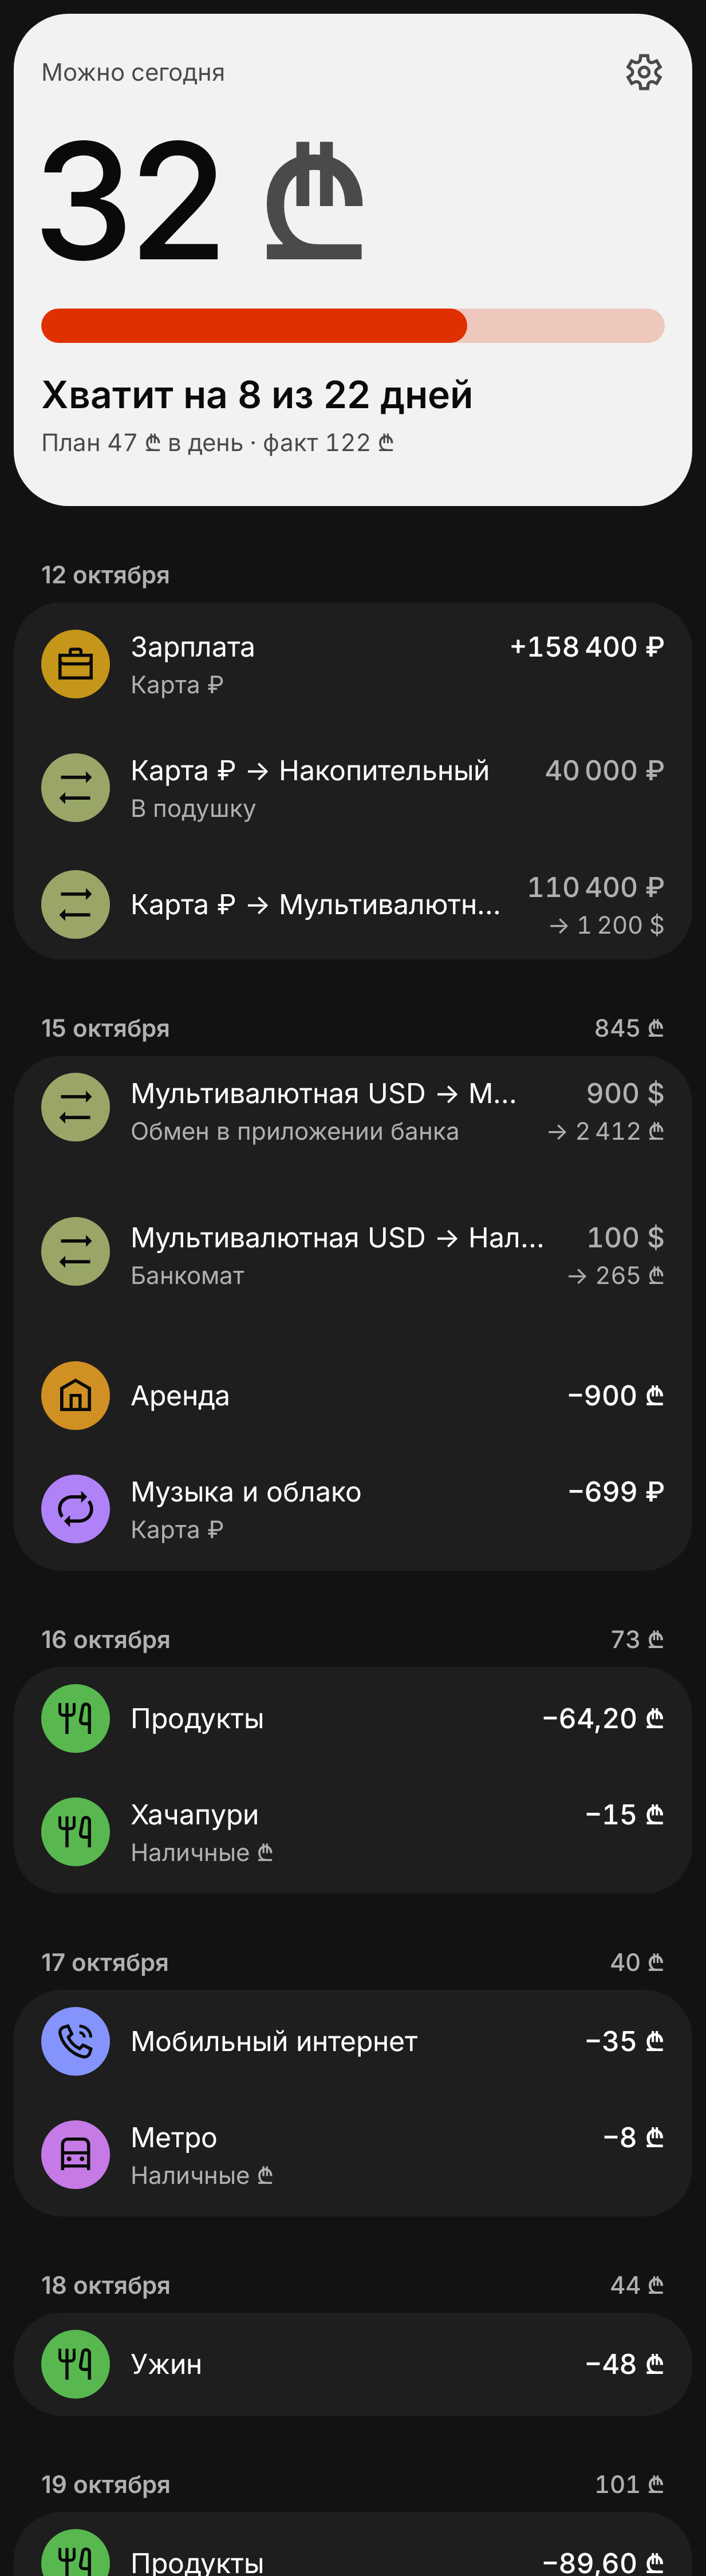 Можно сегодня
32 ₾
Хватит на 8 из 22 дней
План 47 ₾ в день · факт 122 ₾
12 октября
Зарплата +158 400 ₽
Карта ₽
Карта ₽ → Накопительный 40 000 ₽
В подушку
Карта ₽ → Мультивалютн... 110 400 ₽
→ 1 200 $
15 октября 845 ₾
Мультивалютная USD → М... 900 $
Обмен в приложении банка → 2 412 ₾
Мультивалютная USD → Нал... 100 $
Банкомат → 265 ₾
Аренда −900 ₾
Музыка и облако −699 ₽
Карта ₽
16 октября 73 ₾
Продукты −64,20 ₾
Хачапури −15 ₾
Наличные ₾
17 октября 40 ₾
Мобильный интернет −35 ₾
Метро −8 ₾
Наличные ₾
18 октября 44 ₾
Ужин −48 ₾
19 октября 101 ₾
Продукты −89,60 ₾